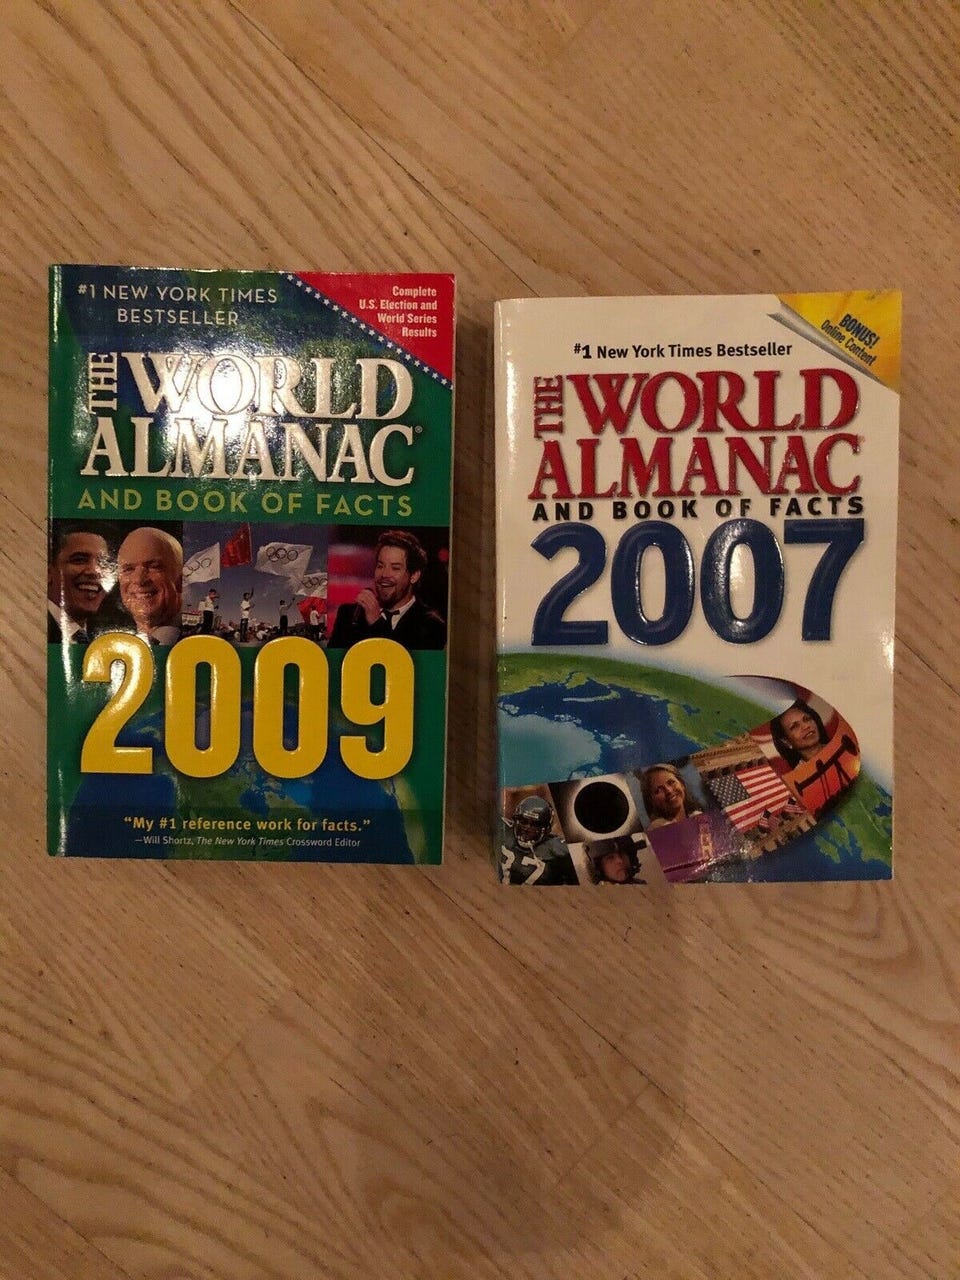 #1 NEW YORK TIMES
BESTSELLER
Complete
U.S. Election and
World Series
Results
THE WORLD
ALMANAC®
AND BOOK OF FACTS
2009
"My #1 reference work for facts."
—Will Shortz, The New York Times Crossword Editor
BONUS!
Online Content
#1 New York Times Bestseller
THE WORLD
ALMANAC
AND BOOK OF FACTS
2007
37